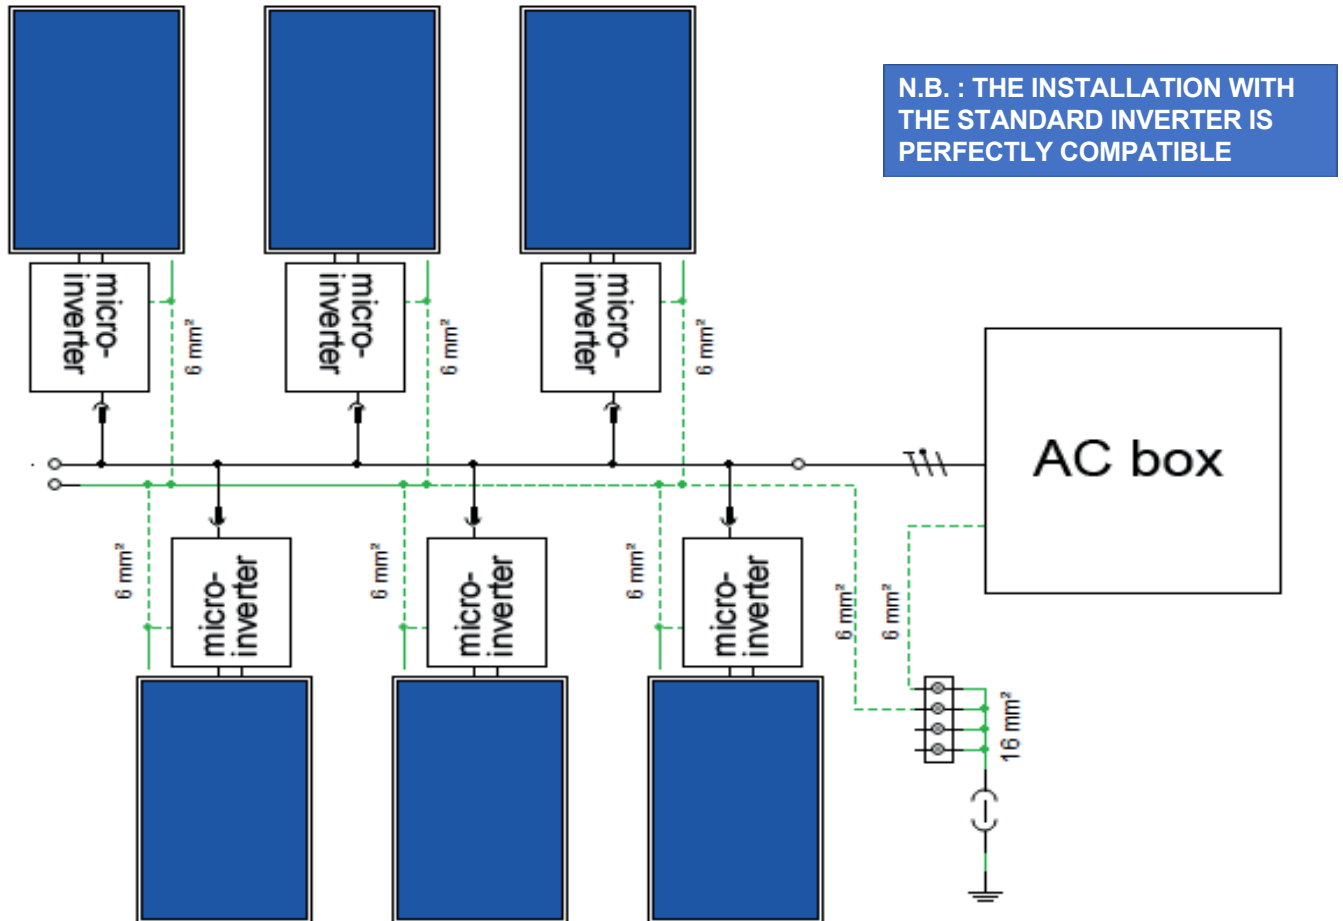 N.B. : THE INSTALLATION WITH
THE STANDARD INVERTER IS
PERFECTLY COMPATIBLE
micro-
inverter
6 mm²
micro-
inverter
6 mm²
micro-
inverter
6 mm²
AC box
6 mm²
micro-
inverter
6 mm²
micro-
inverter
6 mm²
micro-
inverter
6 mm²
6 mm²
16 mm²